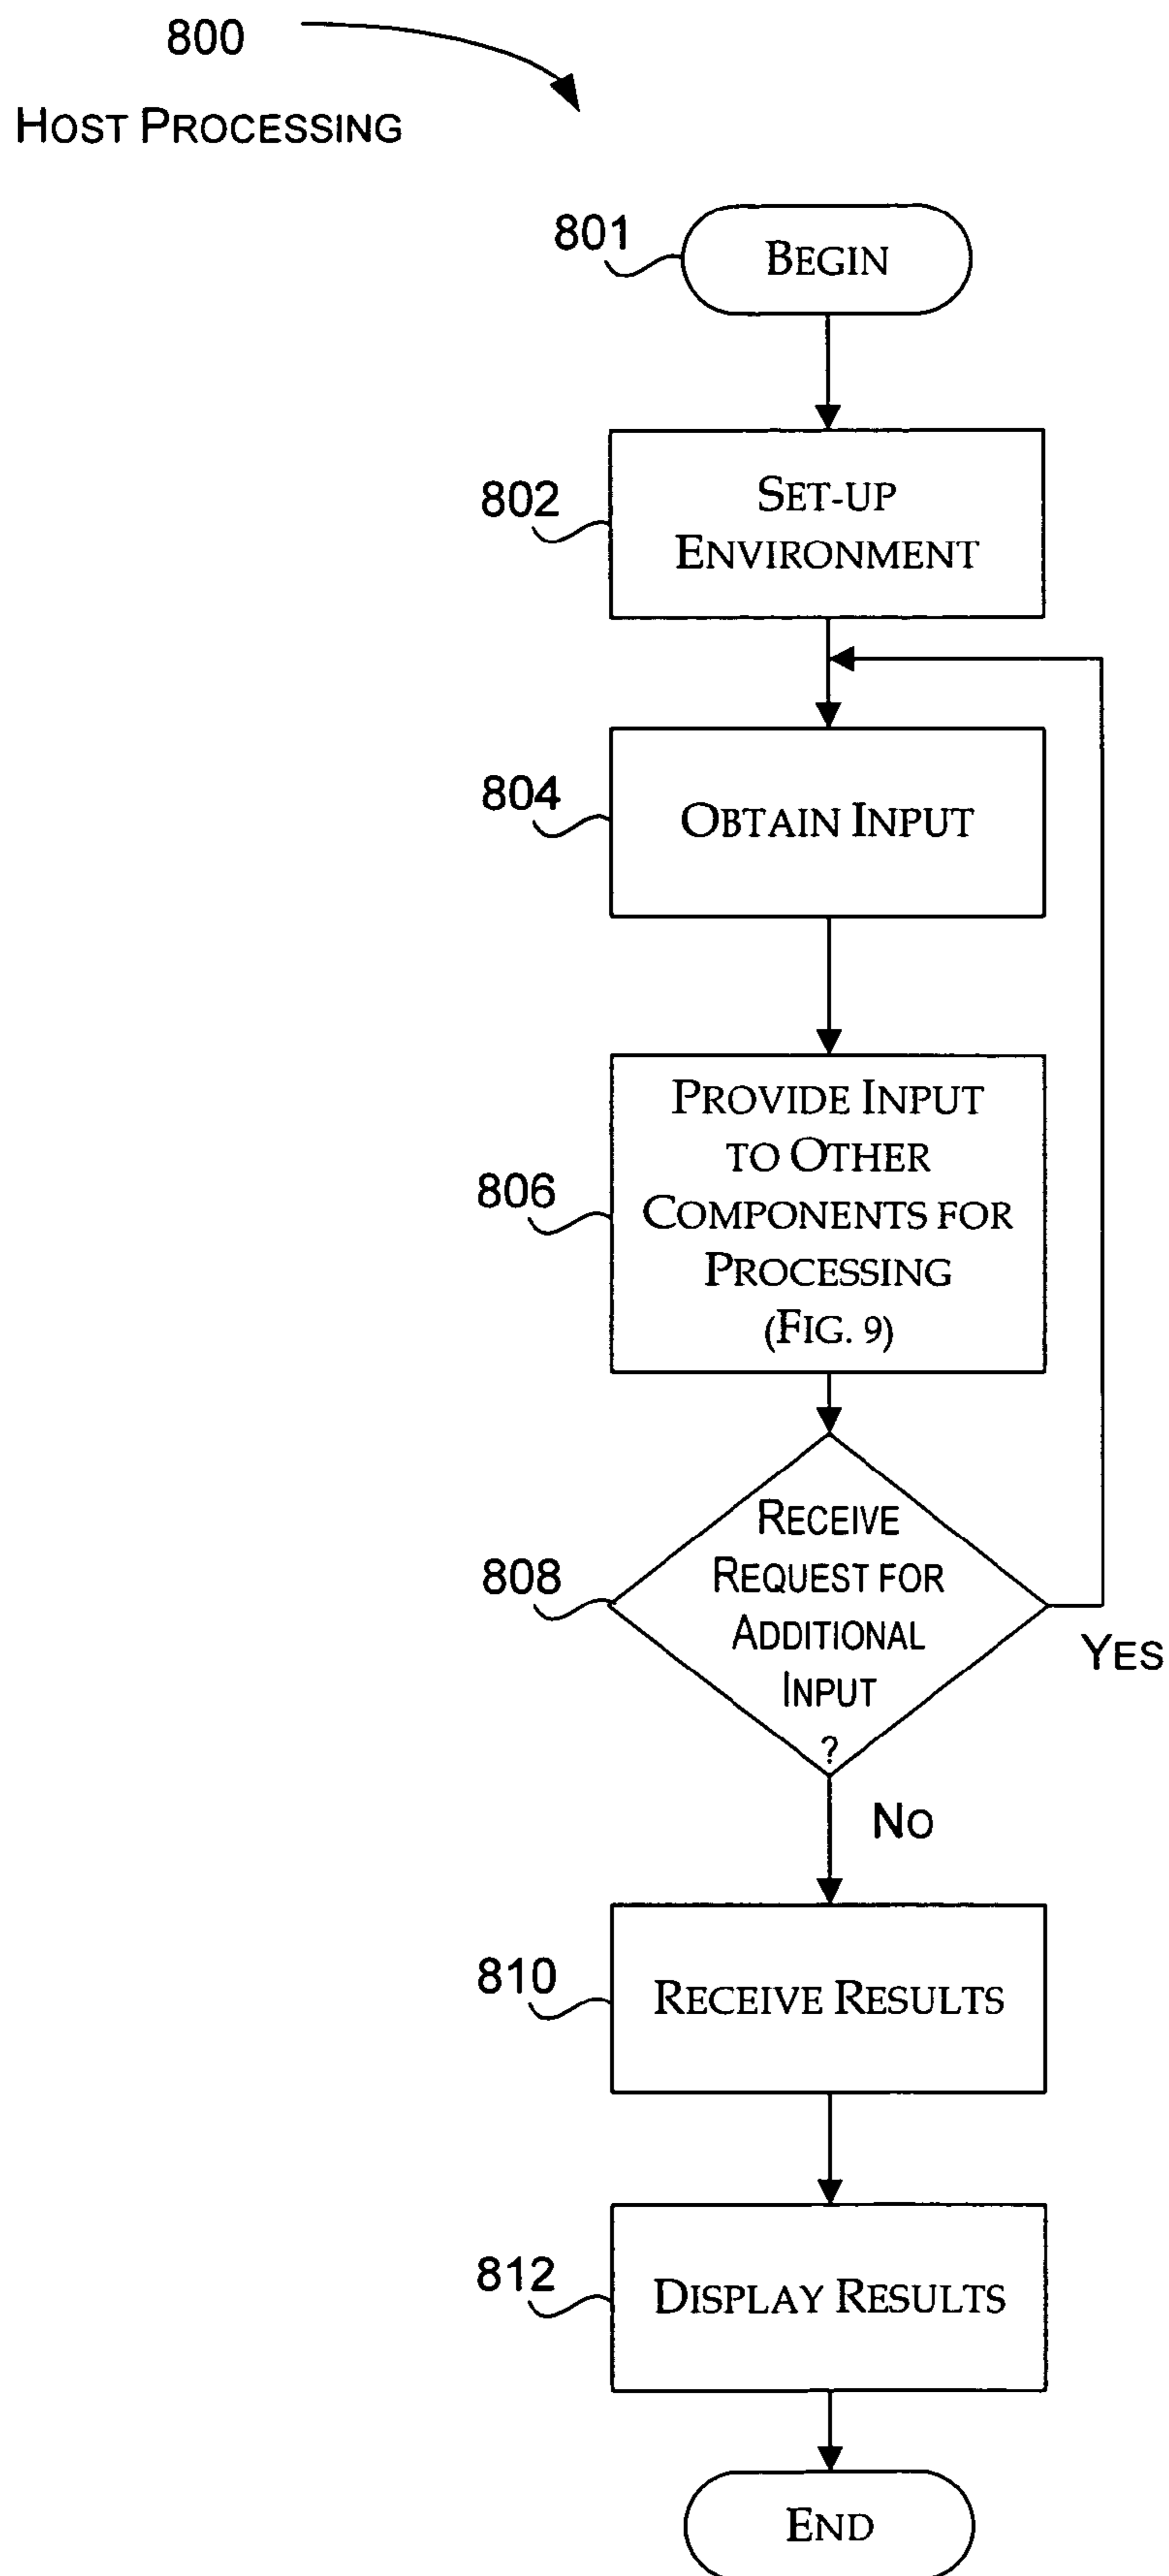 800
HOST PROCESSING
801
BEGIN
802
SET-UP
ENVIRONMENT
804
OBTAIN INPUT
806
PROVIDE INPUT
TO OTHER
COMPONENTS FOR
PROCESSING
(FIG. 9)
808
RECEIVE
REQUEST FOR
ADDITIONAL
INPUT
?
YES
NO
810
RECEIVE RESULTS
812
DISPLAY RESULTS
END